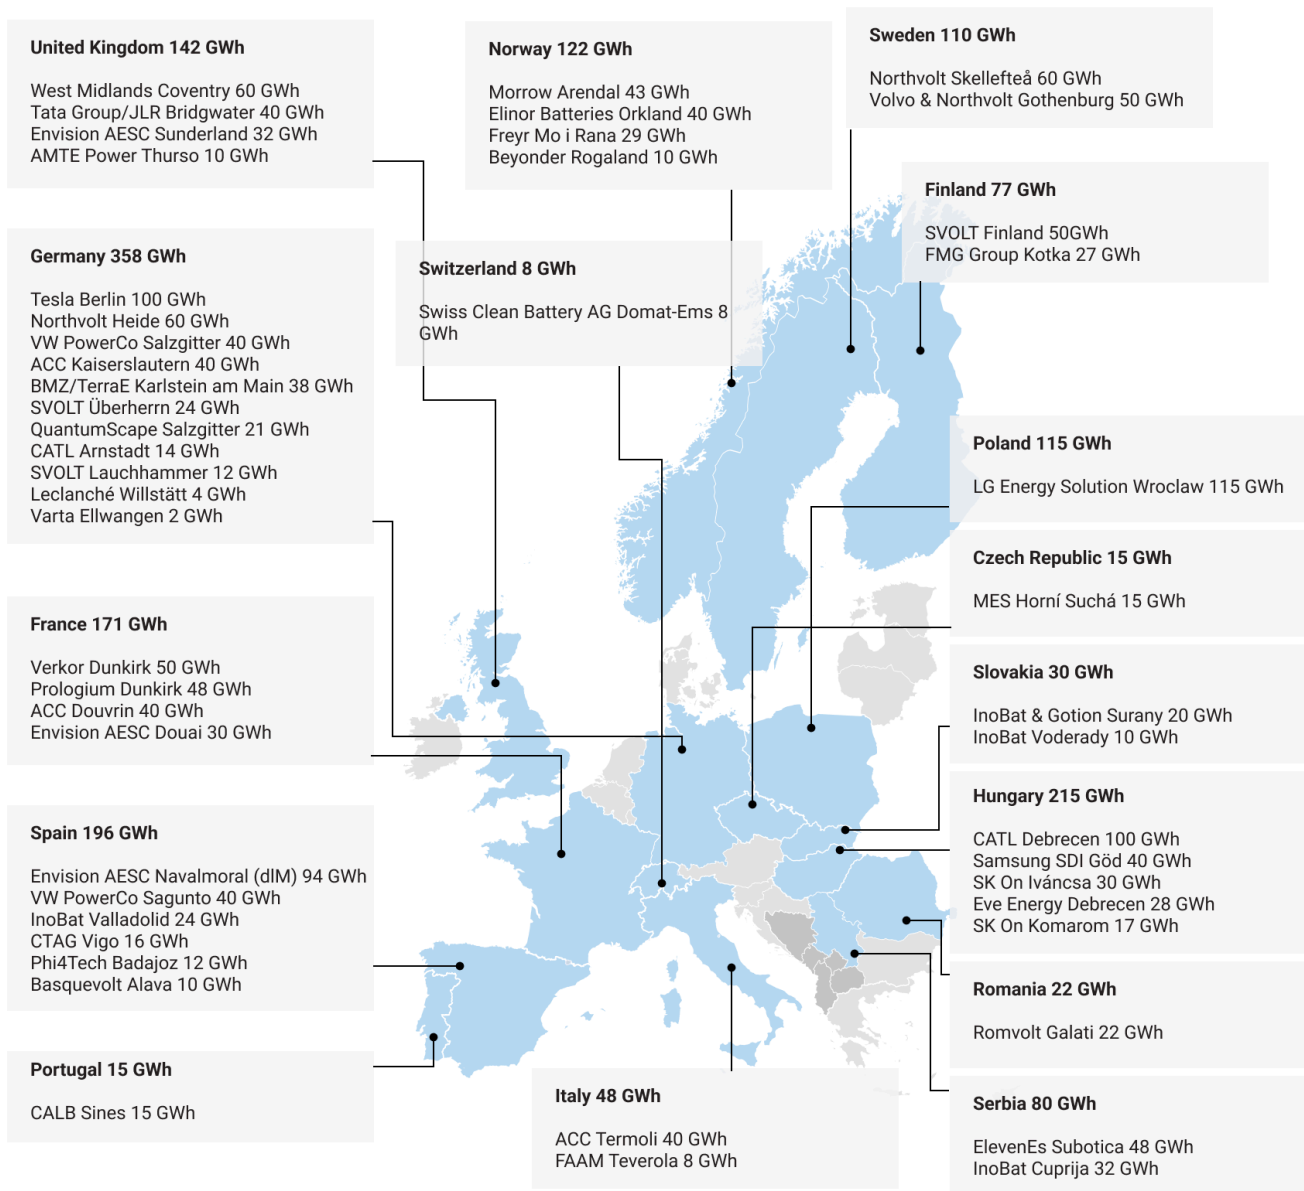 United Kingdom 142 GWh
West Midlands Coventry 60 GWh
Tata Group/JLR Bridgwater 40 GWh
Envision AESC Sunderland 32 GWh
AMTE Power Thurso 10 GWh
Norway 122 GWh
Morrow Arendal 43 GWh
Elinor Batteries Orkland 40 GWh
Freyr Mo i Rana 29 GWh
Beyonder Rogaland 10 GWh
Sweden 110 GWh
Northvolt Skellefteå 60 GWh
Volvo & Northvolt Gothenburg 50 GWh
Finland 77 GWh
SVOLT Finland 50GWh
FMG Group Kotka 27 GWh
Germany 358 GWh
Tesla Berlin 100 GWh
Northvolt Heide 60 GWh
VW PowerCo Salzgitter 40 GWh
ACC Kaiserslautern 40 GWh
BMZ/TerraE Karlstein am Main 38 GWh
SVOLT Überherrn 24 GWh
QuantumScape Salzgitter 21 GWh
CATL Arnstadt 14 GWh
SVOLT Lauchhammer 12 GWh
Leclanché Willstätt 4 GWh
Varta Ellwangen 2 GWh
Switzerland 8 GWh
Swiss Clean Battery AG Domat-Ems 8
GWh
Poland 115 GWh
LG Energy Solution Wroclaw 115 GWh
Czech Republic 15 GWh
MES Horní Suchá 15 GWh
France 171 GWh
Verkor Dunkirk 50 GWh
Prologium Dunkirk 48 GWh
ACC Douvrin 40 GWh
Envision AESC Douai 30 GWh
Slovakia 30 GWh
InoBat & Gotion Surany 20 GWh
InoBat Voderady 10 GWh
Hungary 215 GWh
CATL Debrecen 100 GWh
Samsung SDI Göd 40 GWh
SK On Iváncsa 30 GWh
Eve Energy Debrecen 28 GWh
SK On Komarom 17 GWh
Spain 196 GWh
Envision AESC Navalmoral (dIM) 94 GWh
VW PowerCo Sagunto 40 GWh
InoBat Valladolid 24 GWh
CTAG Vigo 16 GWh
Phi4Tech Badajoz 12 GWh
Basquevolt Alava 10 GWh
Romania 22 GWh
Romvolt Galati 22 GWh
Portugal 15 GWh
CALB Sines 15 GWh
Italy 48 GWh
ACC Termoli 40 GWh
FAAM Teverola 8 GWh
Serbia 80 GWh
ElevenEs Subotica 48 GWh
InoBat Cuprija 32 GWh